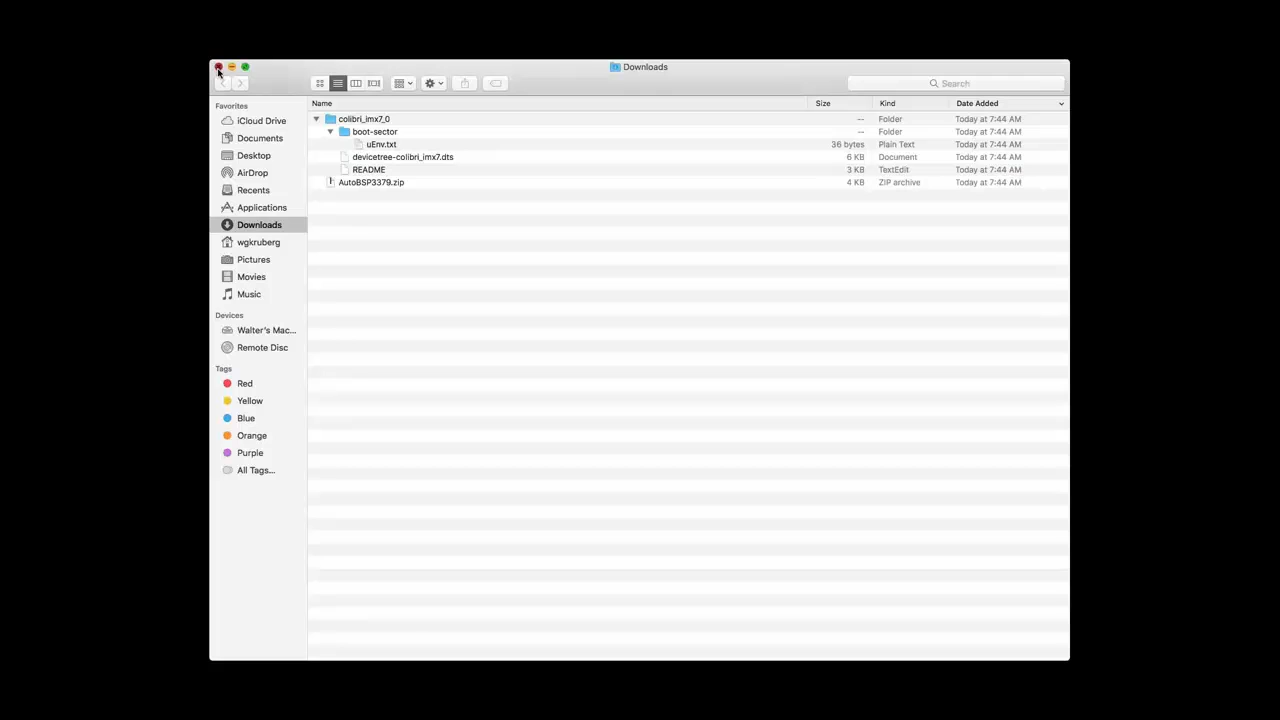 Downloads
Search
Name Size Kind Date Added
Favorites
iCloud Drive
Documents
Desktop
AirDrop
Recents
Applications
Downloads
wgkruberg
Pictures
Movies
Music
Devices
Walter's Mac...
Remote Disc
Tags
Red
Yellow
Blue
Orange
Purple
All Tags...
colibri_imx7_0 -- Folder Today at 7:44 AM
boot-sector -- Folder Today at 7:44 AM
uEnv.txt 36 bytes Plain Text Today at 7:44 AM
devicetree-colibri_imx7.dts 6 KB Document Today at 7:44 AM
README 3 KB TextEdit Today at 7:44 AM
AutoBSP3379.zip 4 KB ZIP archive Today at 7:44 AM